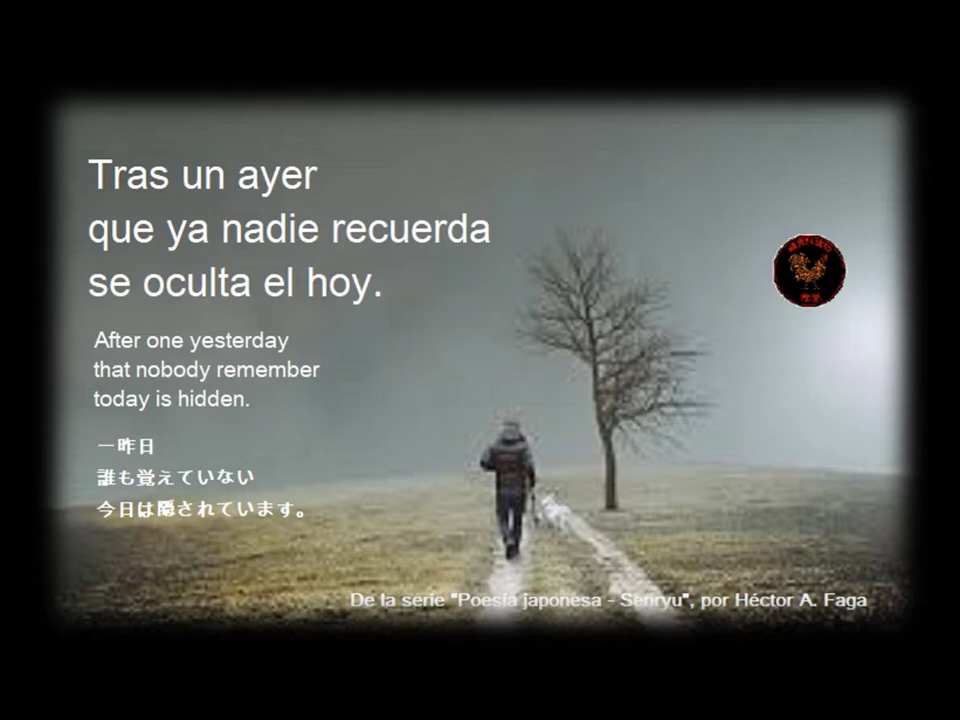 Tras un ayer
que ya nadie recuerda
se oculta el hoy.
After one yesterday
that nobody remember
today is hidden.
一昨日
誰も覚えていない
今日は隠されています。
De la serie "Poesía japonesa - Senryu", por Héctor A. Faga